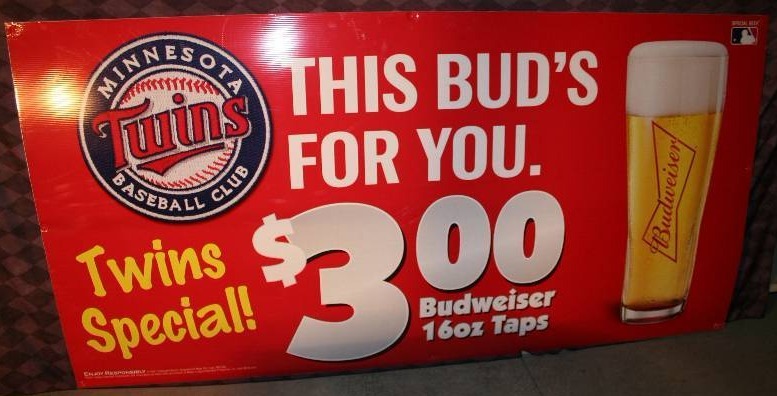 MINNESOTA
Twins
BASEBALL CLUB
THIS BUD'S
FOR YOU.
Twins
Special!
$3.00
Budweiser
16oz Taps
Budweiser
ENJOY RESPONSIBLY